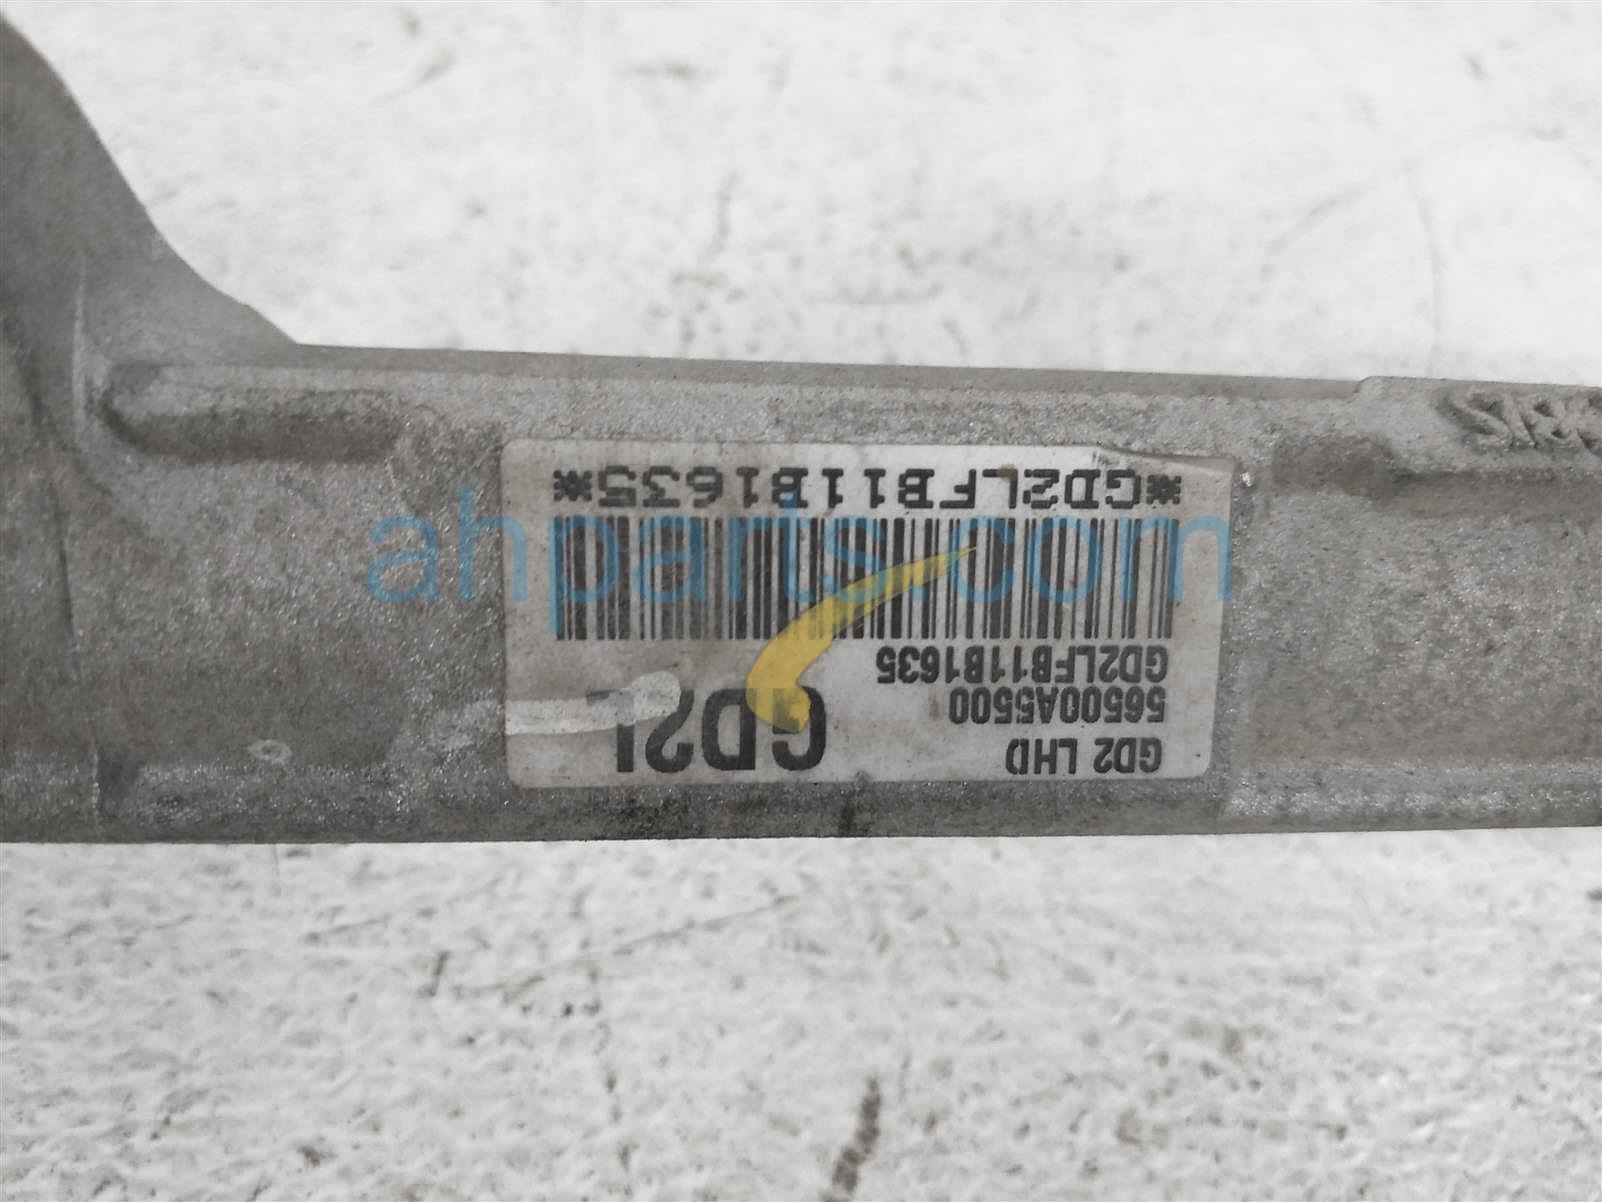 GD2 LHD
GD2L
56500A5500
GD2LFB11B1635
*GD2LFB11B1635*
ahparts.com